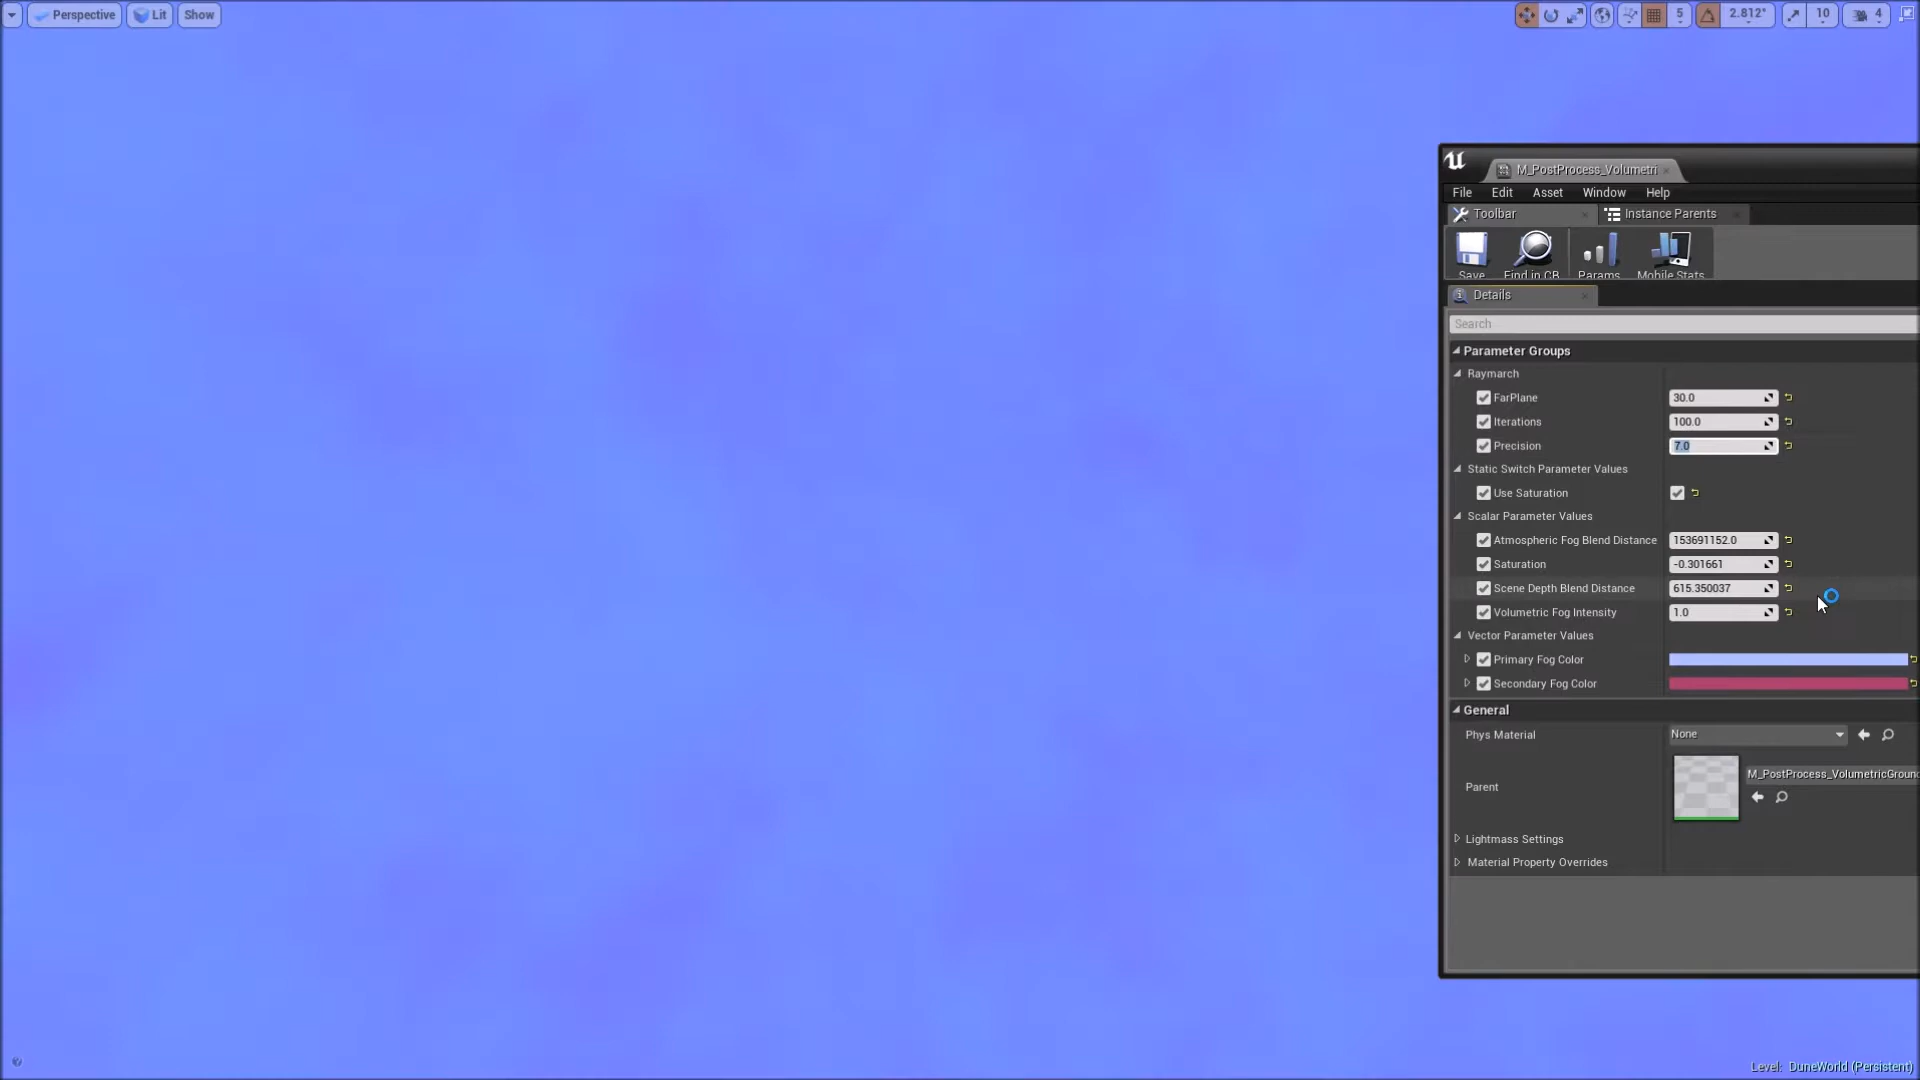 Perspective Lit Show
5 2.812° 10 4
M_PostProcess_Volumetri
File Edit Asset Window Help
Toolbar Instance Parents
Save Find in CB Params Mobile Stats
Details
Search
Parameter Groups
Raymarch
FarPlane 30.0
Iterations 100.0
Precision 7.0
Static Switch Parameter Values
Use Saturation
Scalar Parameter Values
Atmospheric Fog Blend Distance 153691152.0
Saturation -0.301661
Scene Depth Blend Distance 615.350037
Volumetric Fog Intensity 1.0
Vector Parameter Values
Primary Fog Color
Secondary Fog Color
General
Phys Material None
M_PostProcess_VolumetricGroun
Parent
Lightmass Settings
Material Property Overrides
Level: DuneWorld (Persistent)